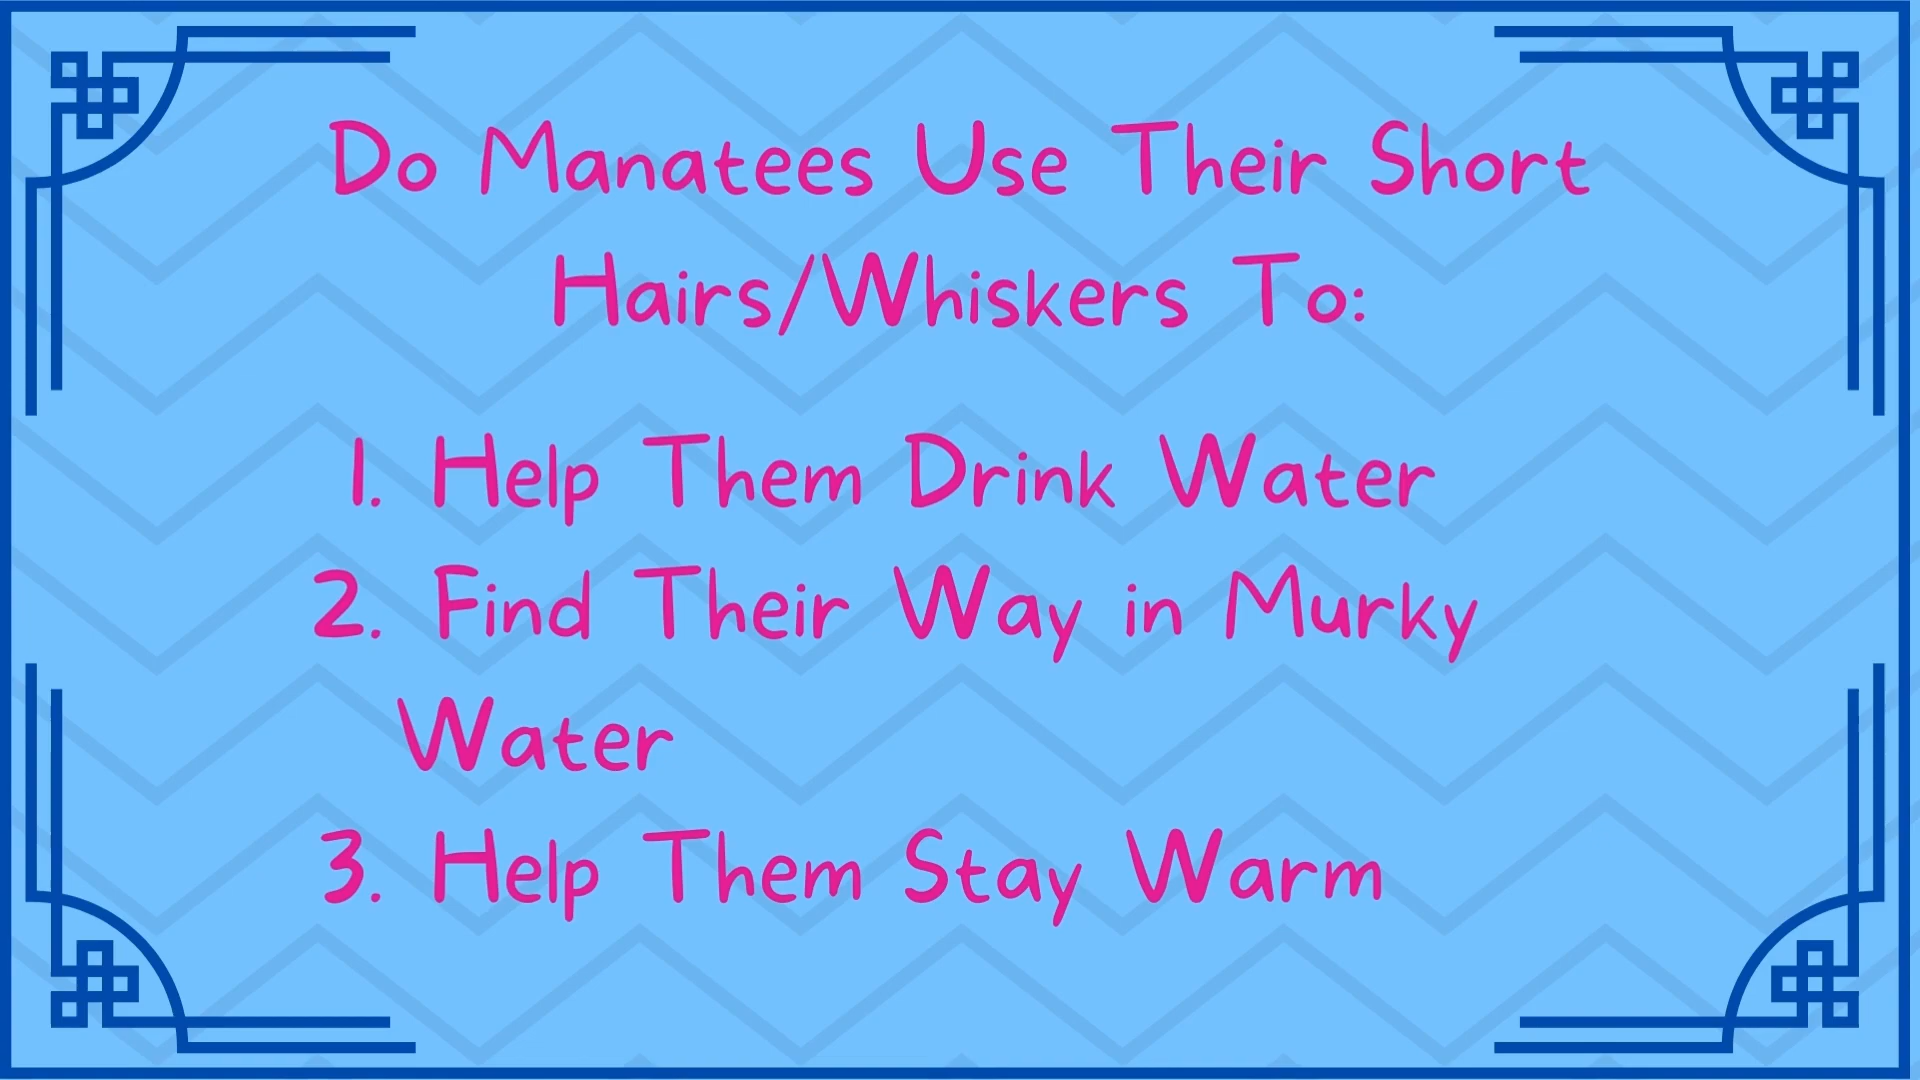 Do Manatees Use Their Short
Hairs/Whiskers To:
1. Help Them Drink Water
2. Find Their Way in Murky
Water
3. Help Them Stay Warm